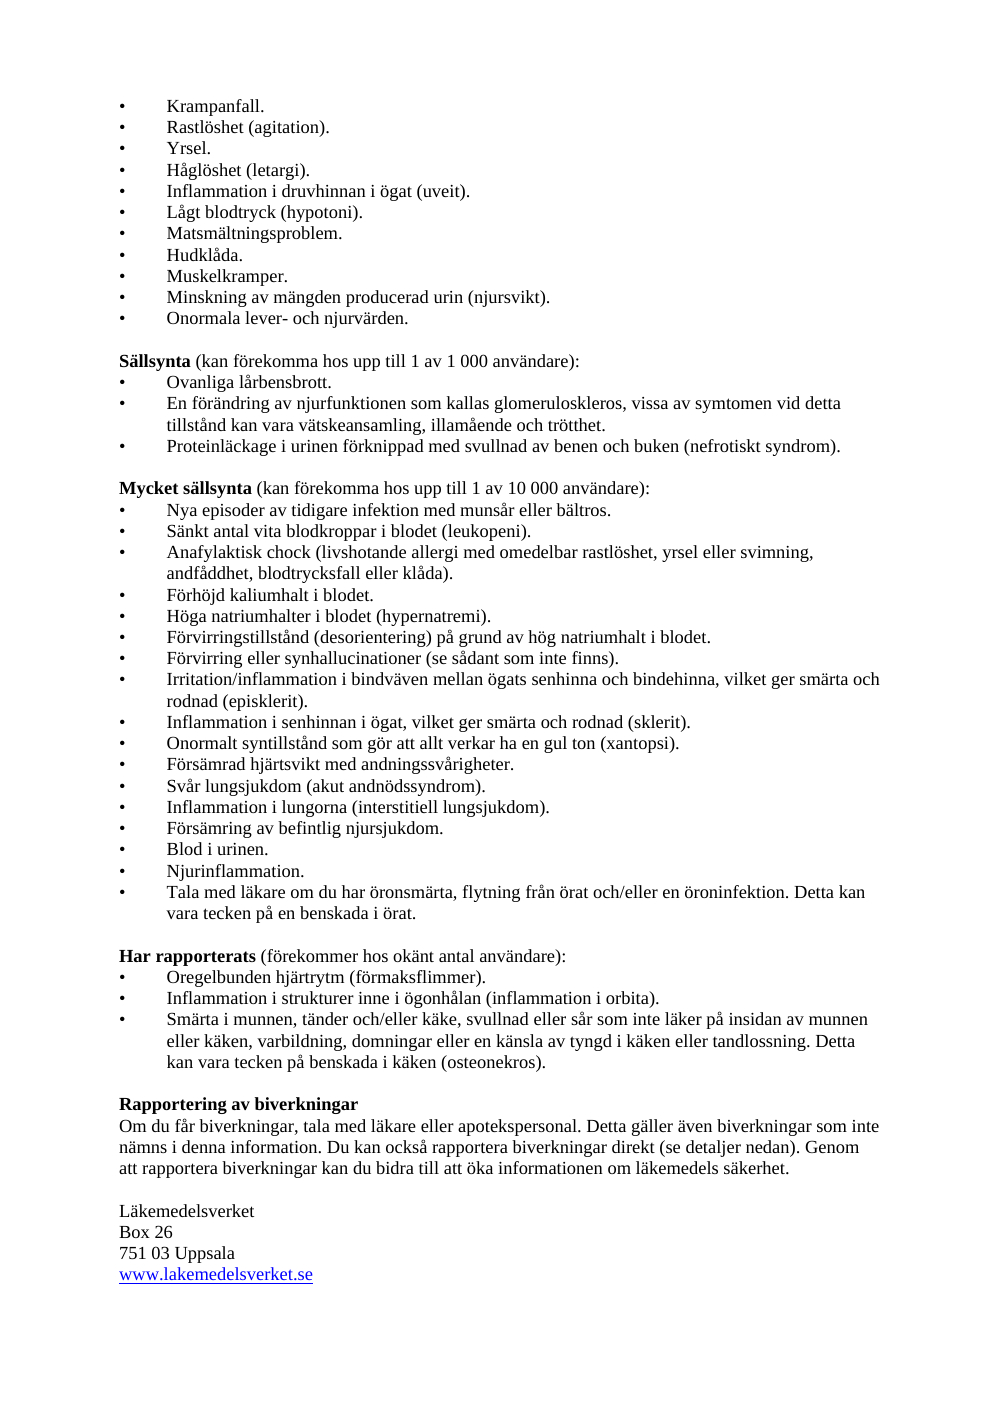 • Krampanfall.
• Rastlöshet (agitation).
• Yrsel.
• Håglöshet (letargi).
• Inflammation i druvhinnan i ögat (uveit).
• Lågt blodtryck (hypotoni).
• Matsmältningsproblem.
• Hudklåda.
• Muskelkramper.
• Minskning av mängden producerad urin (njursvikt).
• Onormala lever- och njurvärden.
Sällsynta (kan förekomma hos upp till 1 av 1 000 användare):
• Ovanliga lårbensbrott.
• En förändring av njurfunktionen som kallas glomeruloskleros, vissa av symtomen vid detta
tillstånd kan vara vätskeansamling, illamående och trötthet.
• Proteinläckage i urinen förknippad med svullnad av benen och buken (nefrotiskt syndrom).
Mycket sällsynta (kan förekomma hos upp till 1 av 10 000 användare):
• Nya episoder av tidigare infektion med munsår eller bältros.
• Sänkt antal vita blodkroppar i blodet (leukopeni).
• Anafylaktisk chock (livshotande allergi med omedelbar rastlöshet, yrsel eller svimning,
andfåddhet, blodtrycksfall eller klåda).
• Förhöjd kaliumhalt i blodet.
• Höga natriumhalter i blodet (hypernatremi).
• Förvirringstillstånd (desorientering) på grund av hög natriumhalt i blodet.
• Förvirring eller synhallucinationer (se sådant som inte finns).
• Irritation/inflammation i bindväven mellan ögats senhinna och bindehinna, vilket ger smärta och
rodnad (episklerit).
• Inflammation i senhinnan i ögat, vilket ger smärta och rodnad (sklerit).
• Onormalt syntillstånd som gör att allt verkar ha en gul ton (xantopsi).
• Försämrad hjärtsvikt med andningssvårigheter.
• Svår lungsjukdom (akut andnödssyndrom).
• Inflammation i lungorna (interstitiell lungsjukdom).
• Försämring av befintlig njursjukdom.
• Blod i urinen.
• Njurinflammation.
• Tala med läkare om du har öronsmärta, flytning från örat och/eller en öroninfektion. Detta kan
vara tecken på en benskada i örat.
Har rapporterats (förekommer hos okänt antal användare):
• Oregelbunden hjärtrytm (förmaksflimmer).
• Inflammation i strukturer inne i ögonhålan (inflammation i orbita).
• Smärta i munnen, tänder och/eller käke, svullnad eller sår som inte läker på insidan av munnen
eller käken, varbildning, domningar eller en känsla av tyngd i käken eller tandlossning. Detta
kan vara tecken på benskada i käken (osteonekros).
Rapportering av biverkningar
Om du får biverkningar, tala med läkare eller apotekspersonal. Detta gäller även biverkningar som inte
nämns i denna information. Du kan också rapportera biverkningar direkt (se detaljer nedan). Genom
att rapportera biverkningar kan du bidra till att öka informationen om läkemedels säkerhet.
Läkemedelsverket
Box 26
751 03 Uppsala
www.lakemedelsverket.se